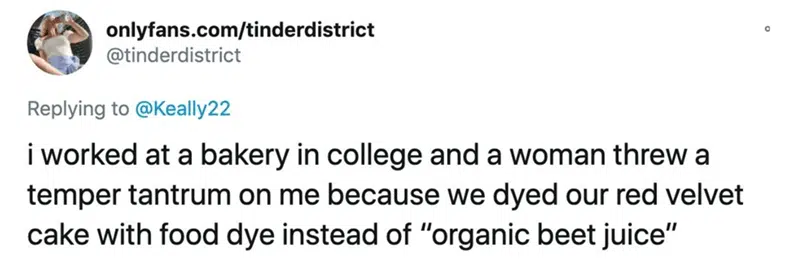 onlyfans.com/tinderdistrict
@tinderdistrict
Replying to @Keally22
i worked at a bakery in college and a woman threw a
temper tantrum on me because we dyed our red velvet
cake with food dye instead of “organic beet juice”